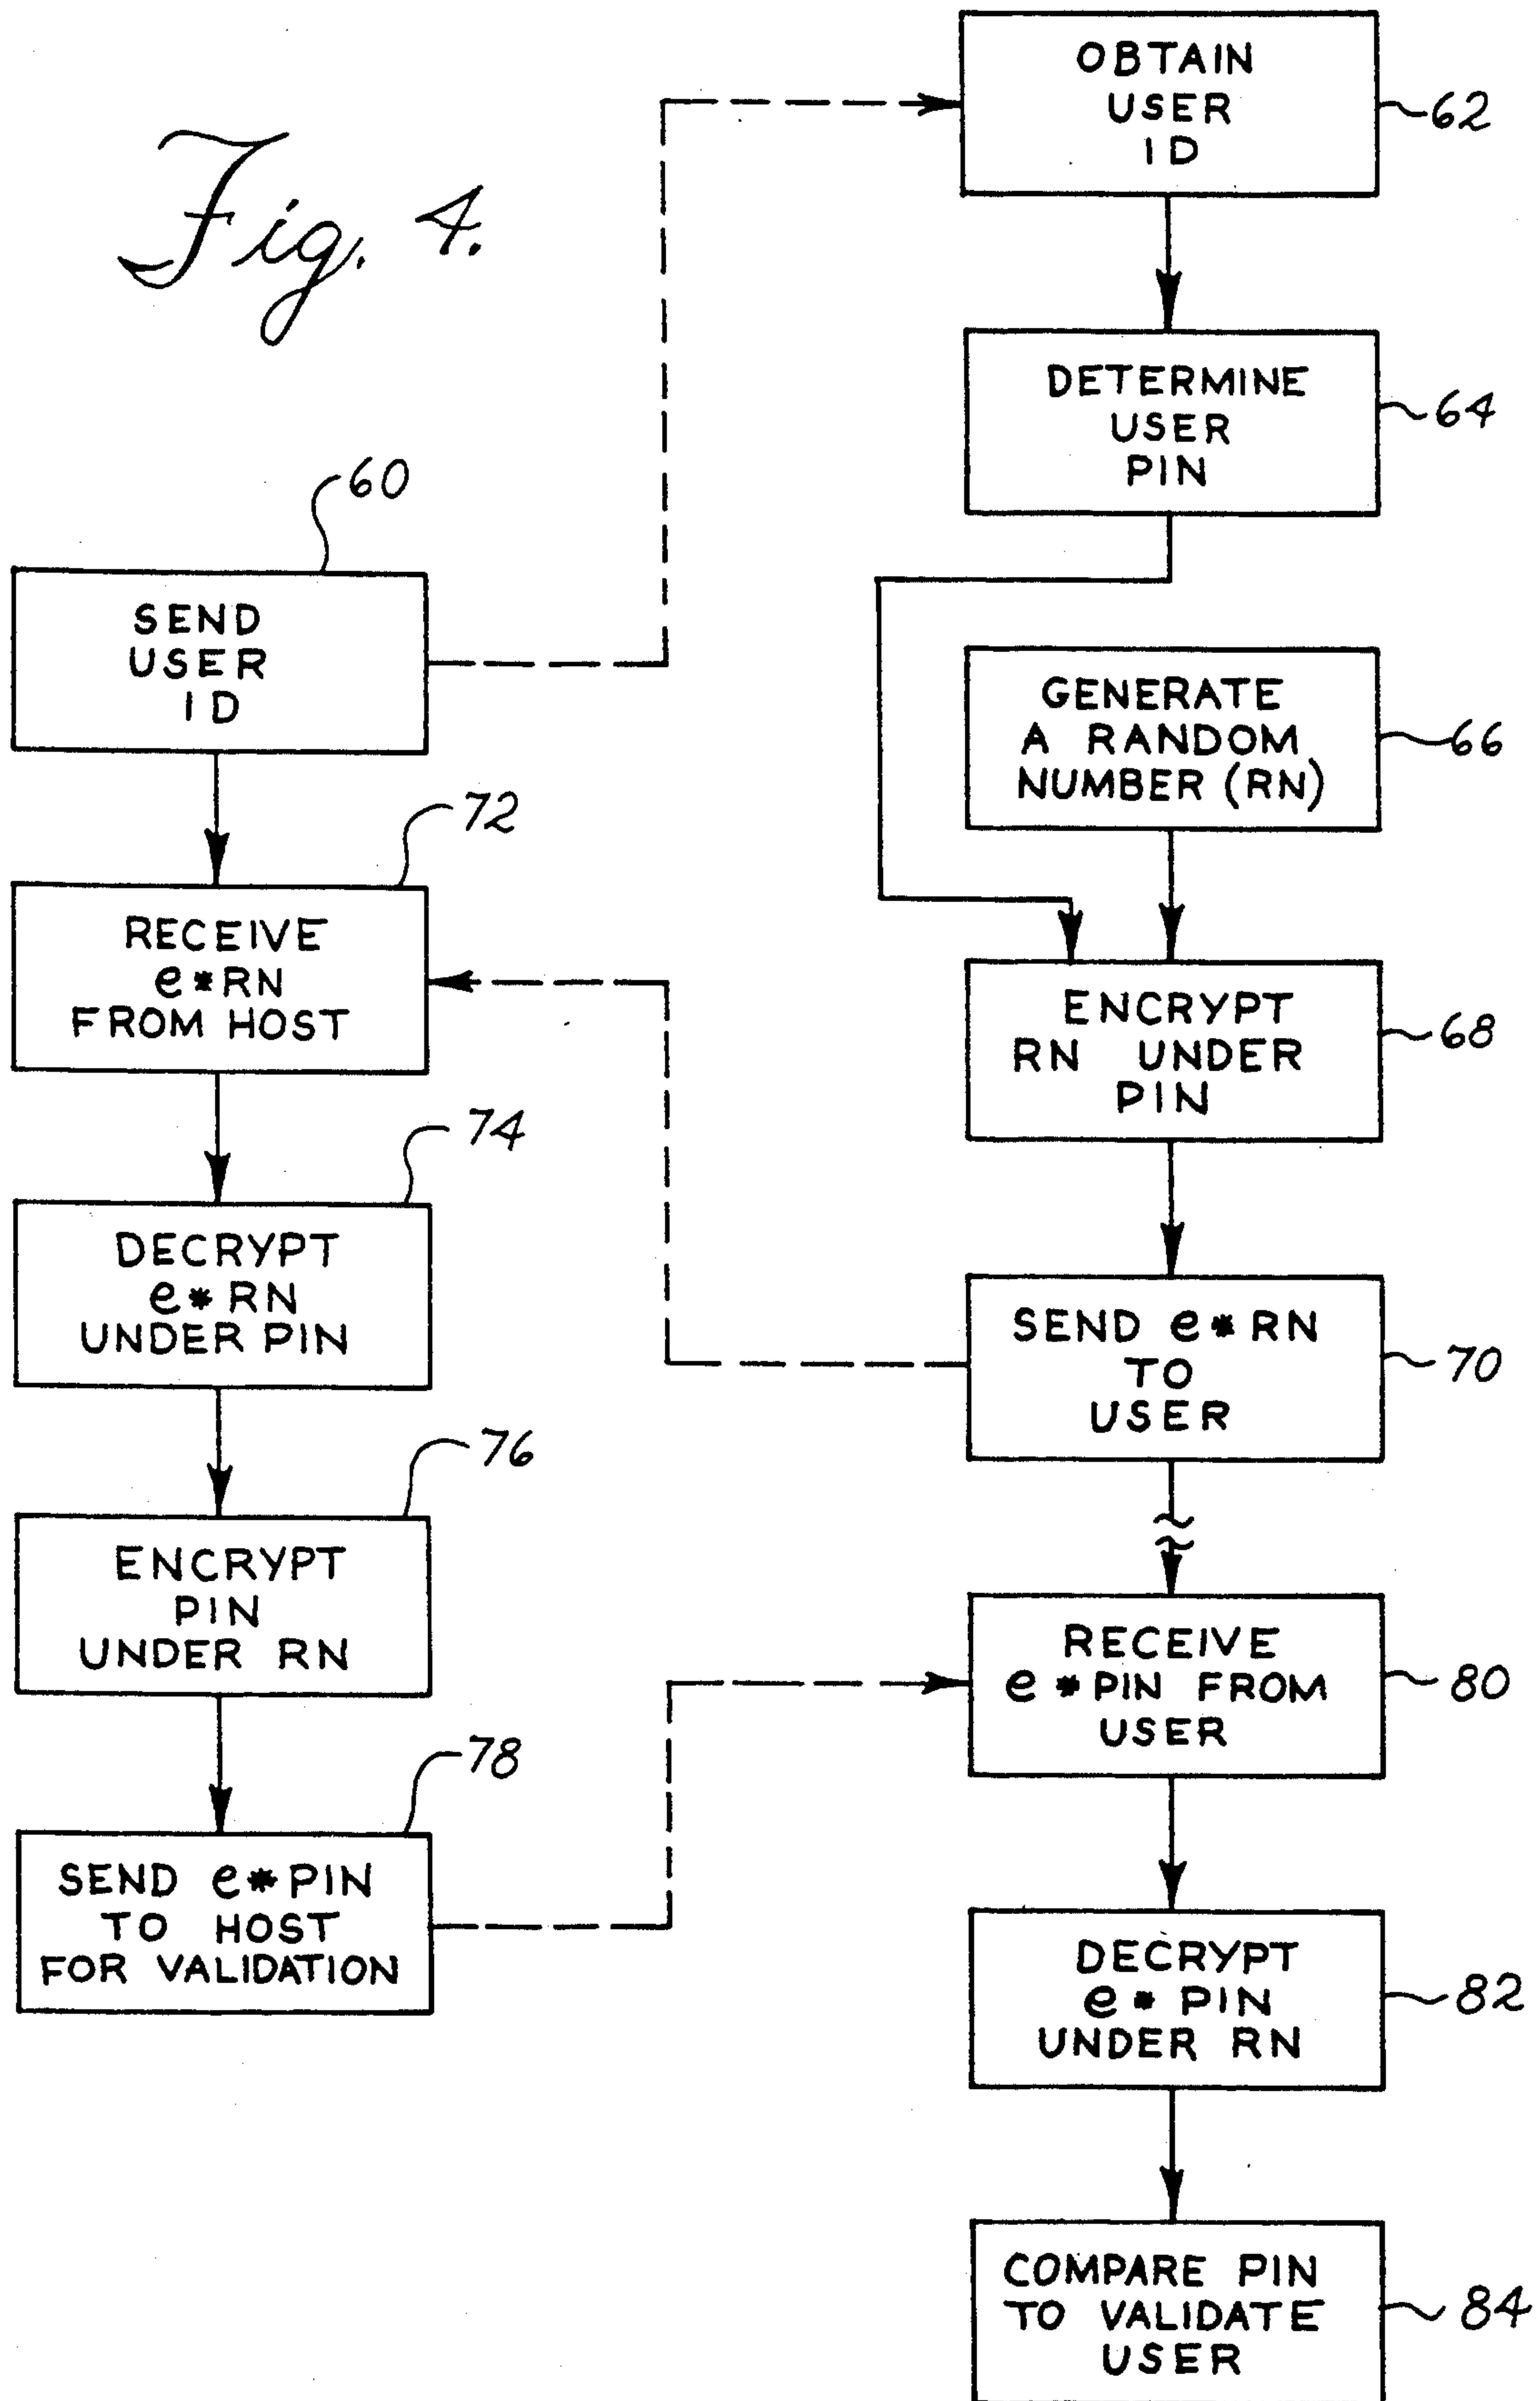 Fig. 4.
OBTAIN
USER
ID
62
DETERMINE
USER
PIN
64
60
SEND
USER
ID
GENERATE
A RANDOM
NUMBER (RN)
66
72
RECEIVE
e*RN
FROM HOST
ENCRYPT
RN UNDER
PIN
68
74
DECRYPT
e*RN
UNDER PIN
SEND e*RN
TO
USER
70
76
ENCRYPT
PIN
UNDER RN
RECEIVE
e*PIN FROM
USER
80
78
SEND e*PIN
TO HOST
FOR VALIDATION
DECRYPT
e* PIN
UNDER RN
82
COMPARE PIN
TO VALIDATE
USER
84